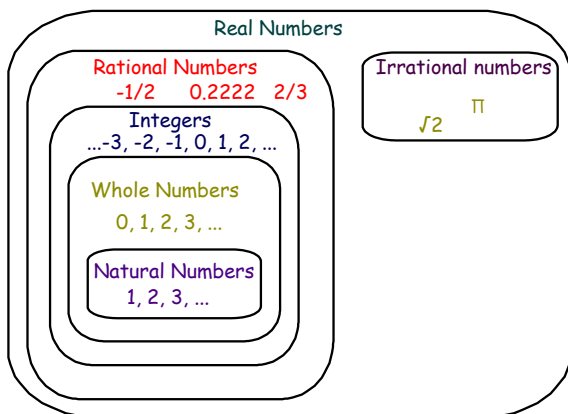 Real Numbers
Rational Numbers
-1/2 0.2222 2/3
Integers
...-3, -2, -1, 0, 1, 2, ...
Whole Numbers
0, 1, 2, 3, ...
Natural Numbers
1, 2, 3, ...
Irrational numbers
π
√2